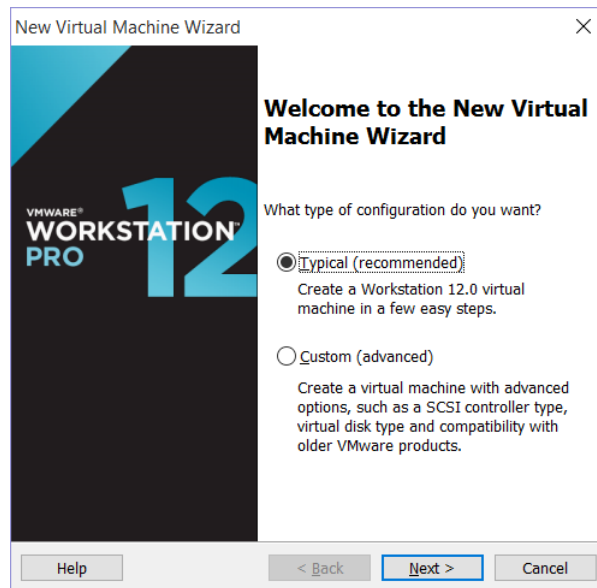 New Virtual Machine Wizard
VMWARE®
WORKSTATION™
PRO
12
Welcome to the New Virtual
Machine Wizard
What type of configuration do you want?
Typical (recommended)
Create a Workstation 12.0 virtual
machine in a few easy steps.
Custom (advanced)
Create a virtual machine with advanced
options, such as a SCSI controller type,
virtual disk type and compatibility with
older VMware products.
Help
< Back
Next >
Cancel